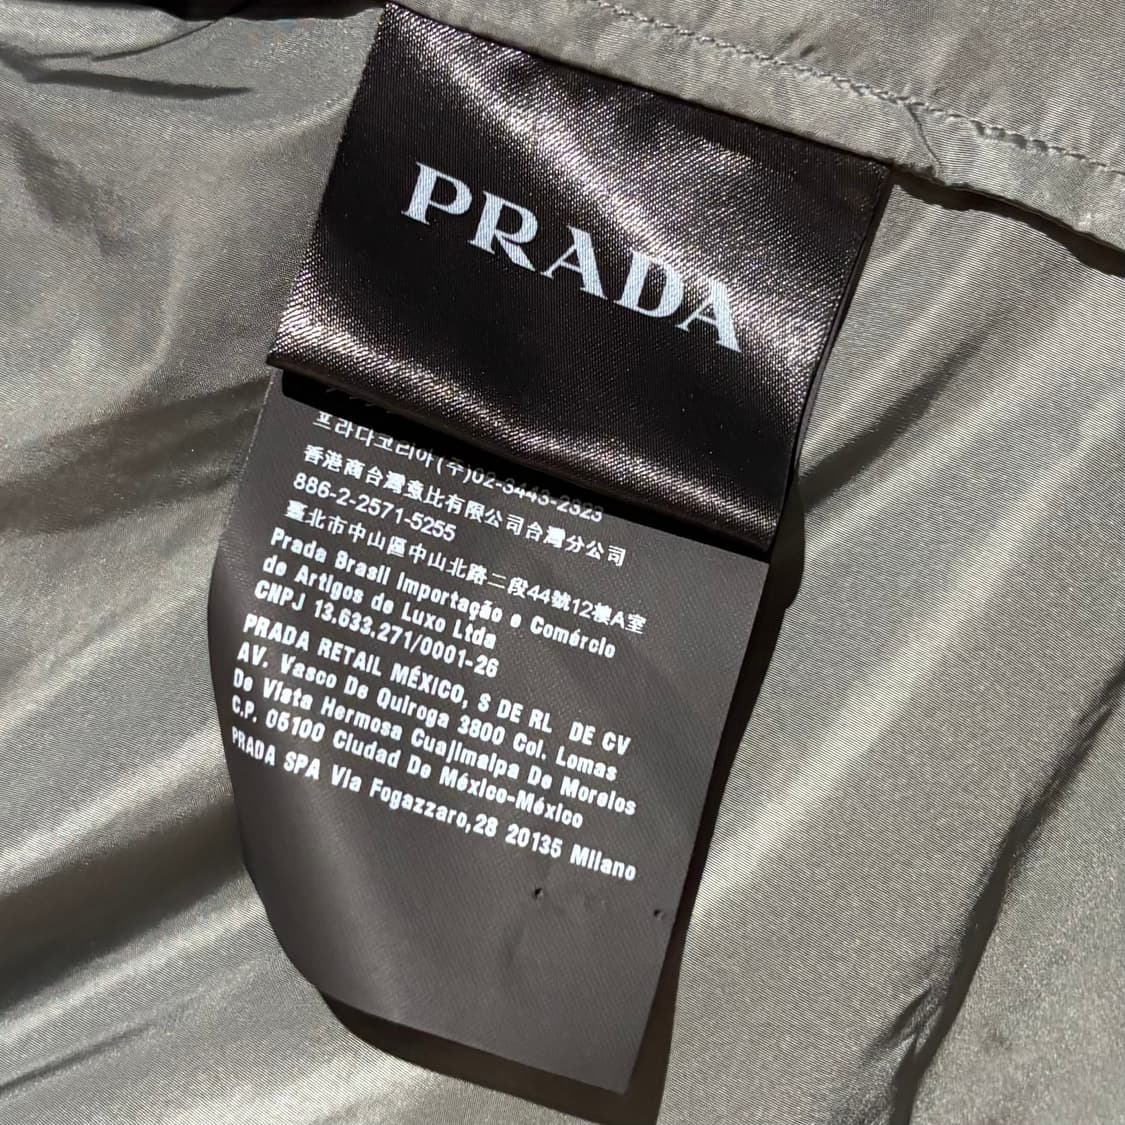 PRADA
프라다코리아(주)02-3443-2323
香港商台灣惫比有限公司台灣分公司
886-2-2571-5255
臺北市中山區中山北路二段44號12樓A室
Prada Brasil Importação e Comércio
de Artigos de Luxo Ltda
CNPJ 13.633.271/0001-26
PRADA RETAIL MÉXICO, S DE RL DE CV
AV. Vasco De Quiroga 3800 Col. Lomas
De Vista Hermosa Cuajimalpa De Morelos
C.P. 05100 Ciudad De México-México
PRADA SPA Via Fogazzaro,28 20135 Milano